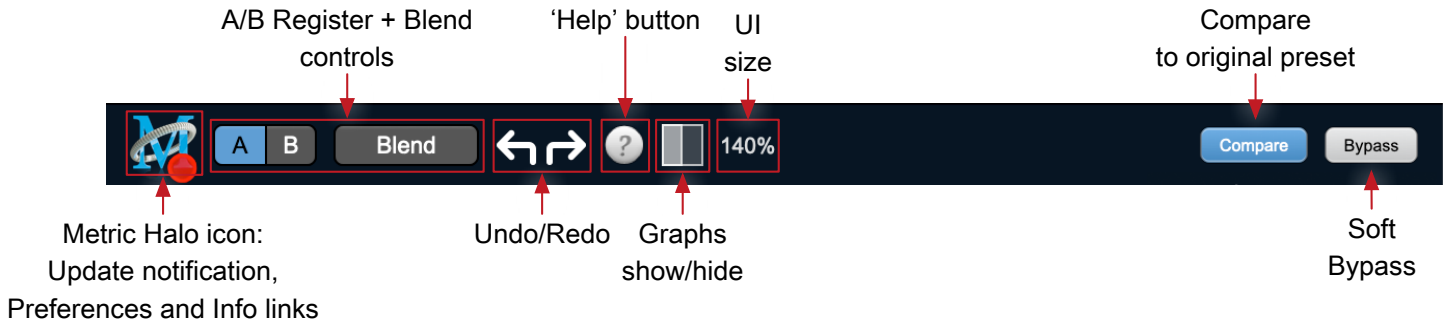 A/B Register + Blend
controls
‘Help’ button
UI
size
Compare
to original preset
A
B
Blend
?
140%
Compare
Bypass
Metric Halo icon:
Update notification,
Preferences and Info links
Undo/Redo
Graphs
show/hide
Soft
Bypass